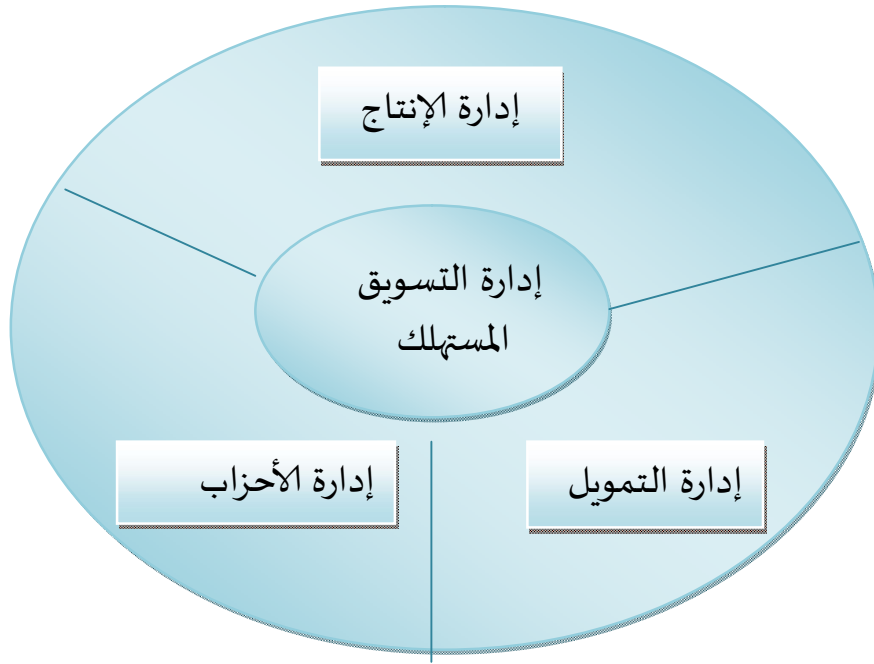 إدارة الإنتاج
إدارة التسويق
المستهلك
إدارة التمويل
إدارة الأحزاب